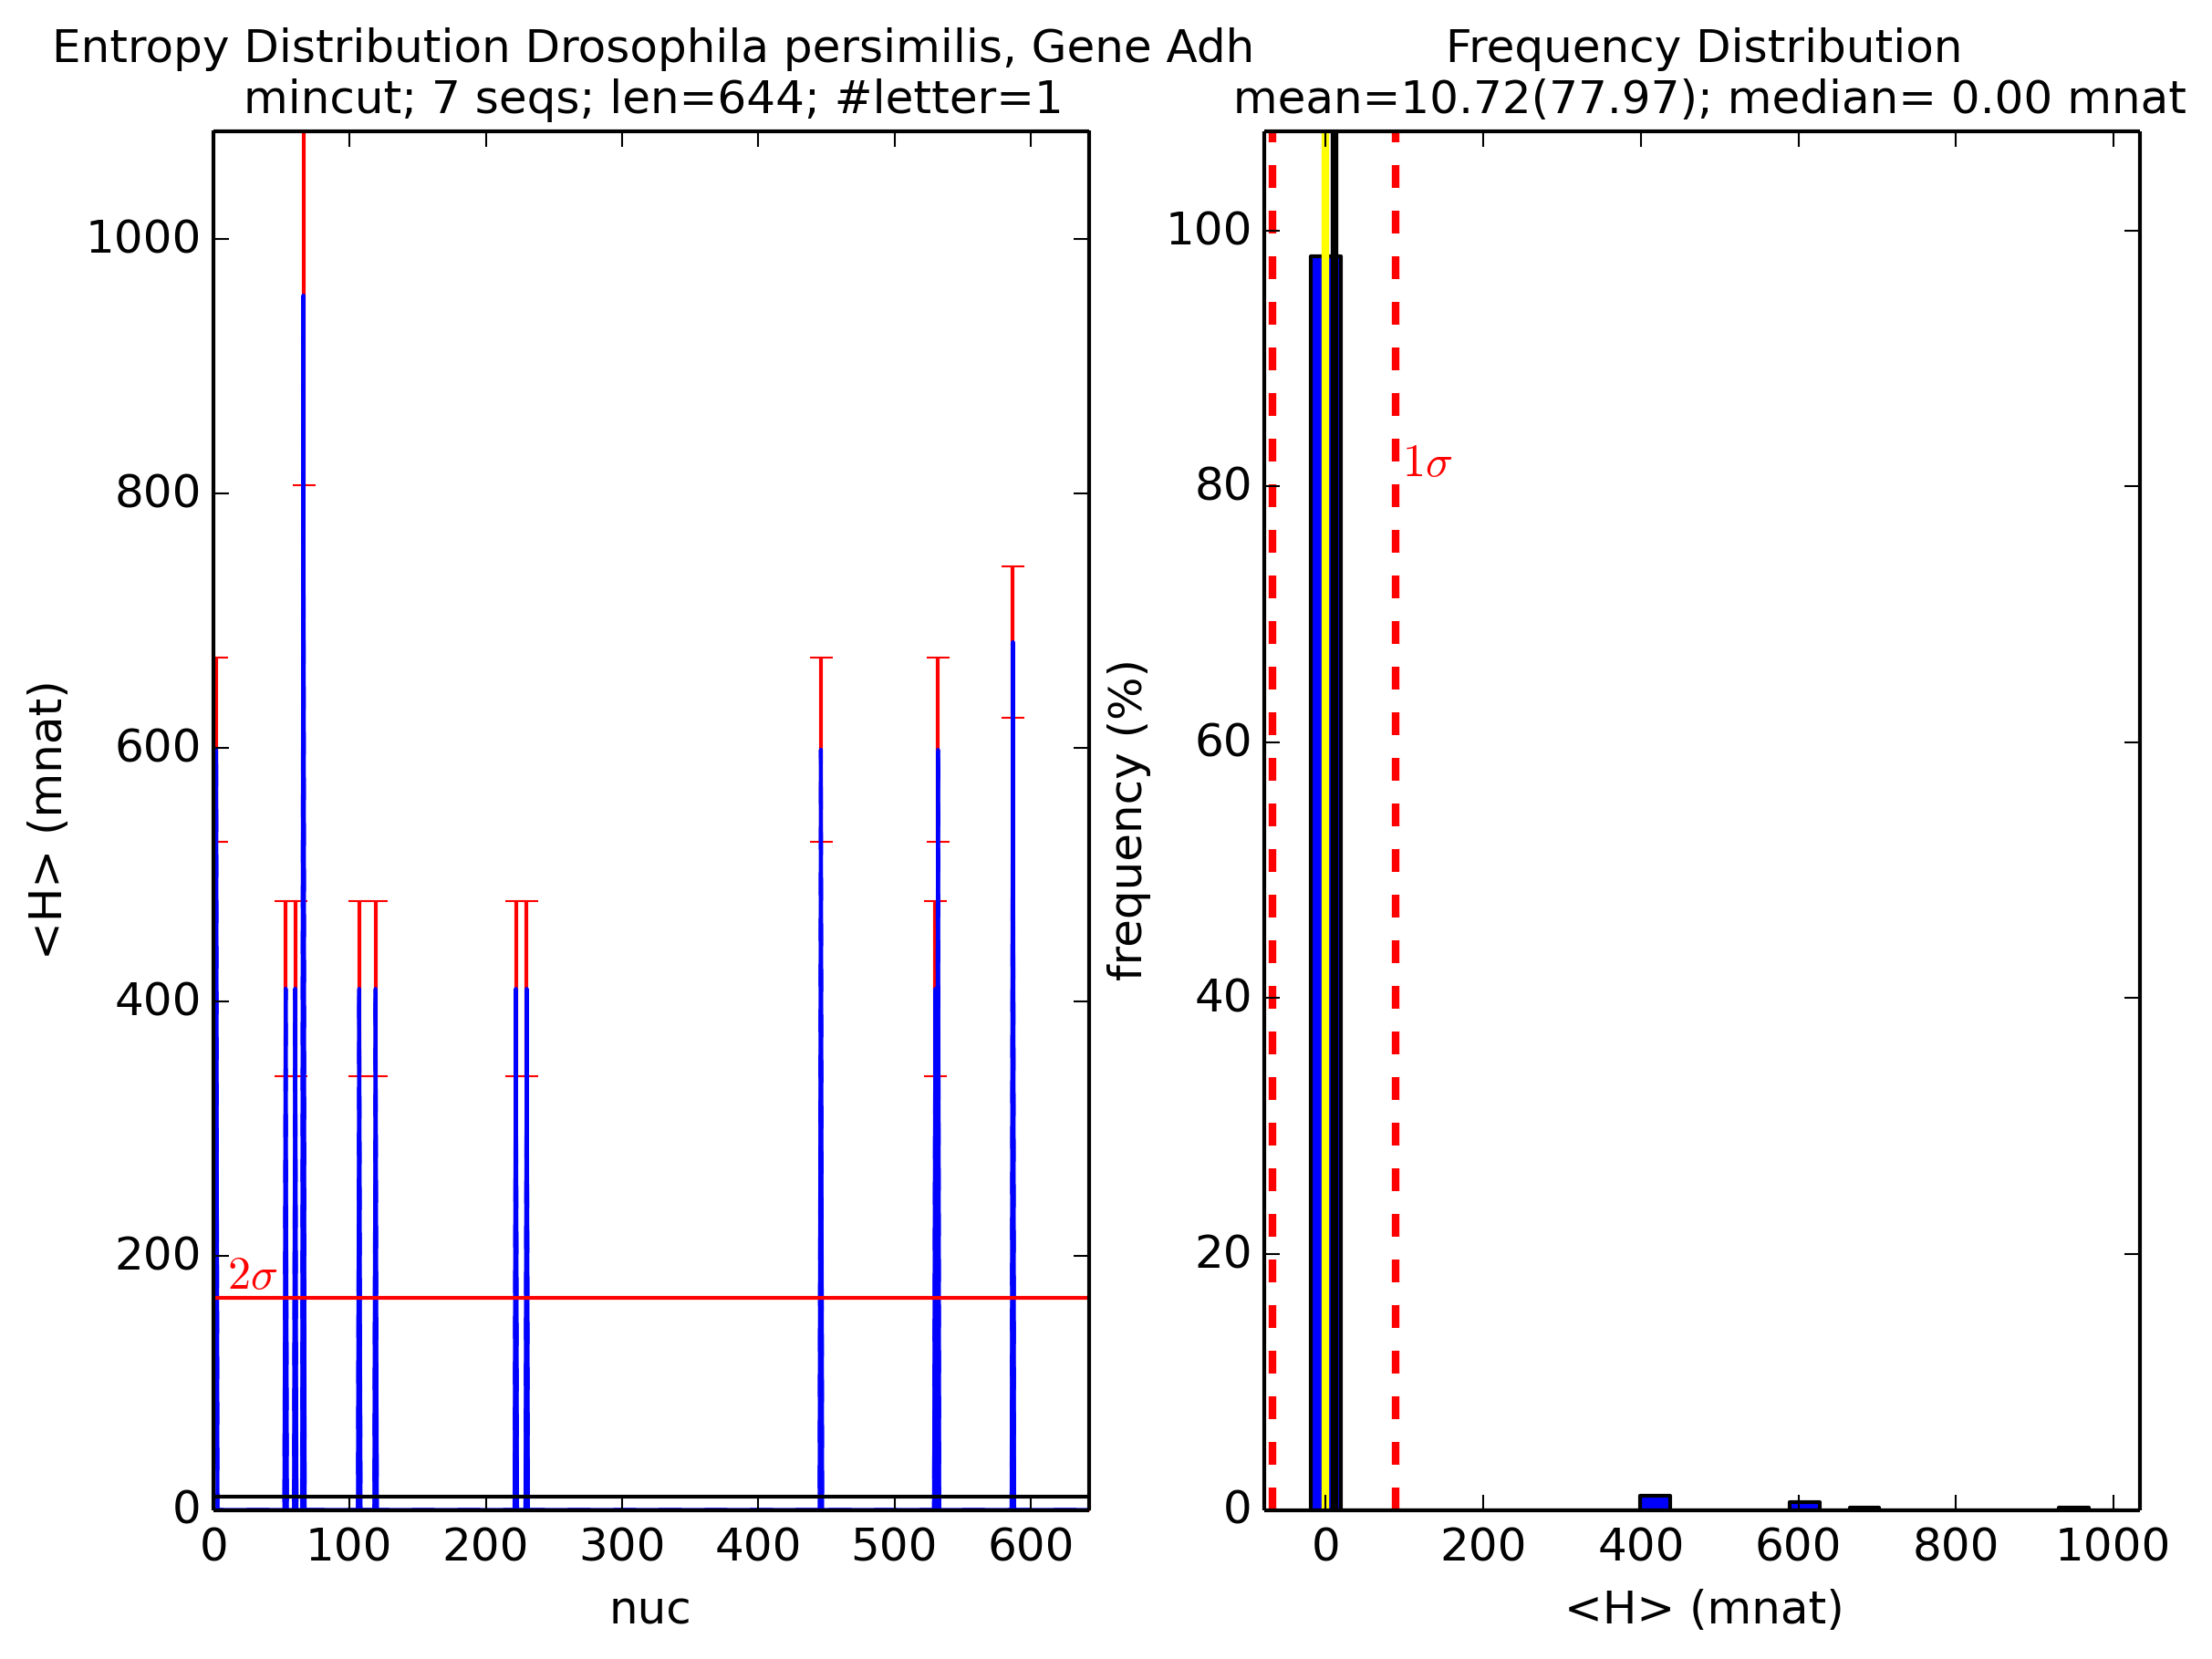 Entropy Distribution Drosophila persimilis, Gene Adh
mincut; 7 seqs; len=644; #letter=1
<H> (mnat)
1000
800
600
400
200
0
2σ
0 100 200 300 400 500 600
nuc
Frequency Distribution
mean=10.72(77.97); median= 0.00 mnat
frequency (%)
100
80
60
40
20
0
1σ
0 200 400 600 800 1000
<H> (mnat)